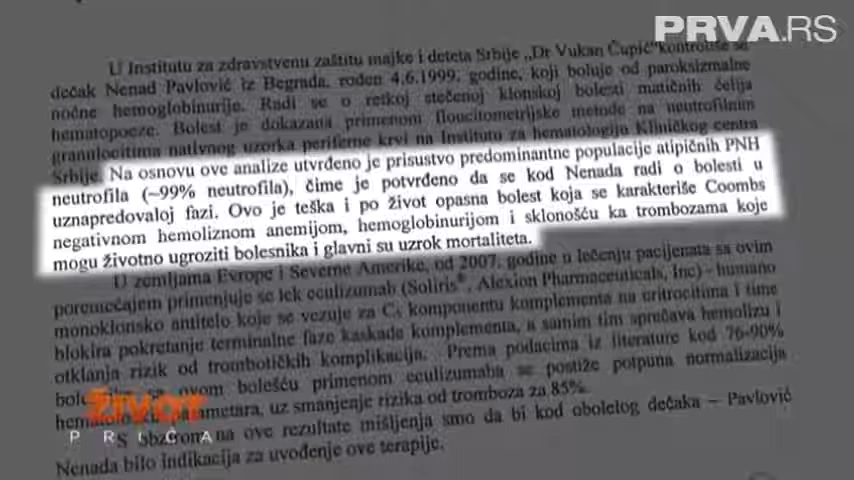 PRVA.RS
U Institutu za zdravstvenu zaštitu majke i deteta Srbije „Dr Vukan Čupić" kontroliše se
dečak Nenad Pavlović iz Begrada, rođen 4.6.1999. godine, koji boluje od paroksizmalne
noćne hemoglobinurije. Radi se o retkoj stečenoj klonskoj bolesti matičnih ćelija
hematopoeze. Bolest je dokazana primenom floucitometrijske metode na neutrofilnim
granulocitima nativnog uzorka periferne krvi na Institutu za hematologiju Kliničkog centra
Srbije. Na osnovu ove analize utvrđeno je prisustvo predominantne populacije atipičnih PNH
neutrofila (~99% neutrofila), čime je potvrđeno da se kod Nenada radi o bolesti u
uznapredovaloj fazi. Ovo je teška i po život opasna bolest koja se karakteriše Coombs
negativnom hemoliznom anemijom, hemoglobinurijom i sklonošću ka trombozama koje
mogu životno ugroziti bolesnika i glavni su uzrok mortaliteta.
U zemljama Evrope i Severne Amerike, od 2007. godine u lečenju pacijenata sa ovim
poremećajem primenjuje se lek eculizumab (Soliris®, Alexion Pharmaceuticals, Inc) - humano
monoklonsko antitelo koje se vezuje za C5 komponentu komplementa na eritrocitima i time
blokira pokretanje terminalne faze kaskade komplementa, a samim tim sprečava hemolizu i
otklanja rizik od trombotičkih komplikacija. Prema podacima iz literature kod 76-90%
sa ovom bolešću primenom eculizumaba se postiže potpuna normalizacija
parametara, uz smanjenje rizika od tromboza za 85%.
S obzirom na ove rezultate mišljenja smo da bi kod obolelog dečaka – Pavlović
Nenada bilo indikacija za uvođenje ove terapije.
ŽIVOT
PRIČA